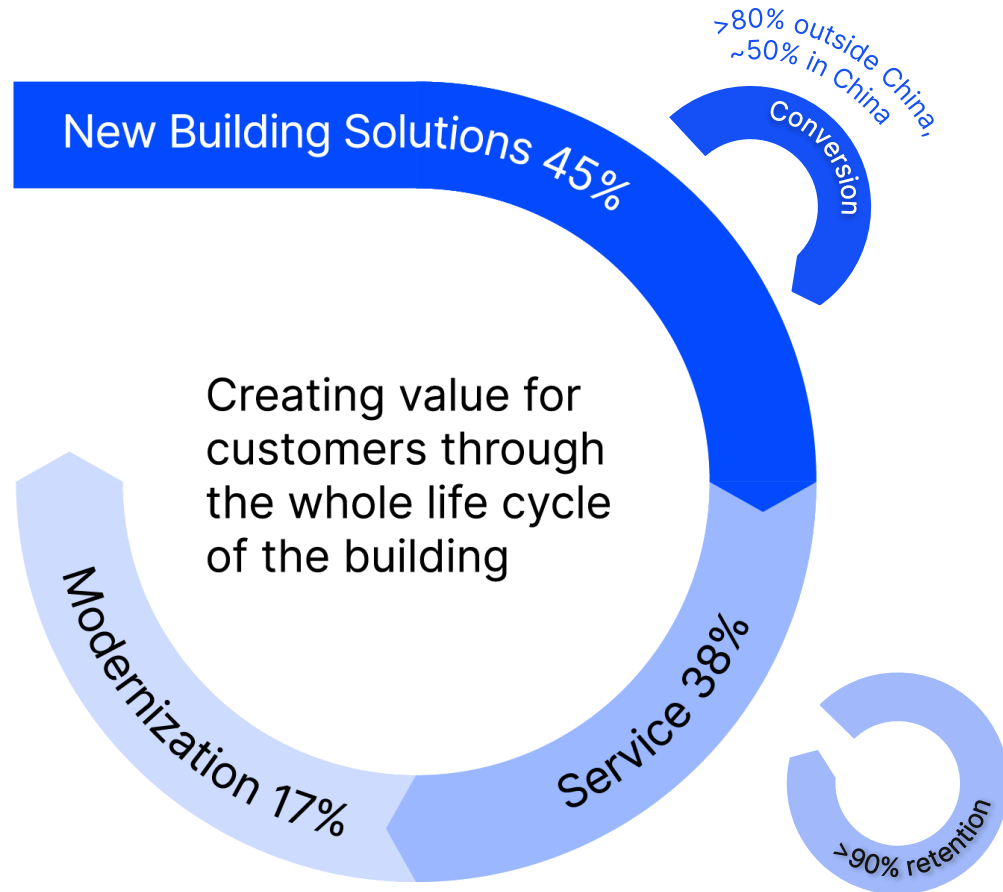 >80% outside China,
~50% in China
Conversion
New Building Solutions 45%
Creating value for
customers through
the whole life cycle
of the building
Modernization 17%
Service 38%
>90% retention